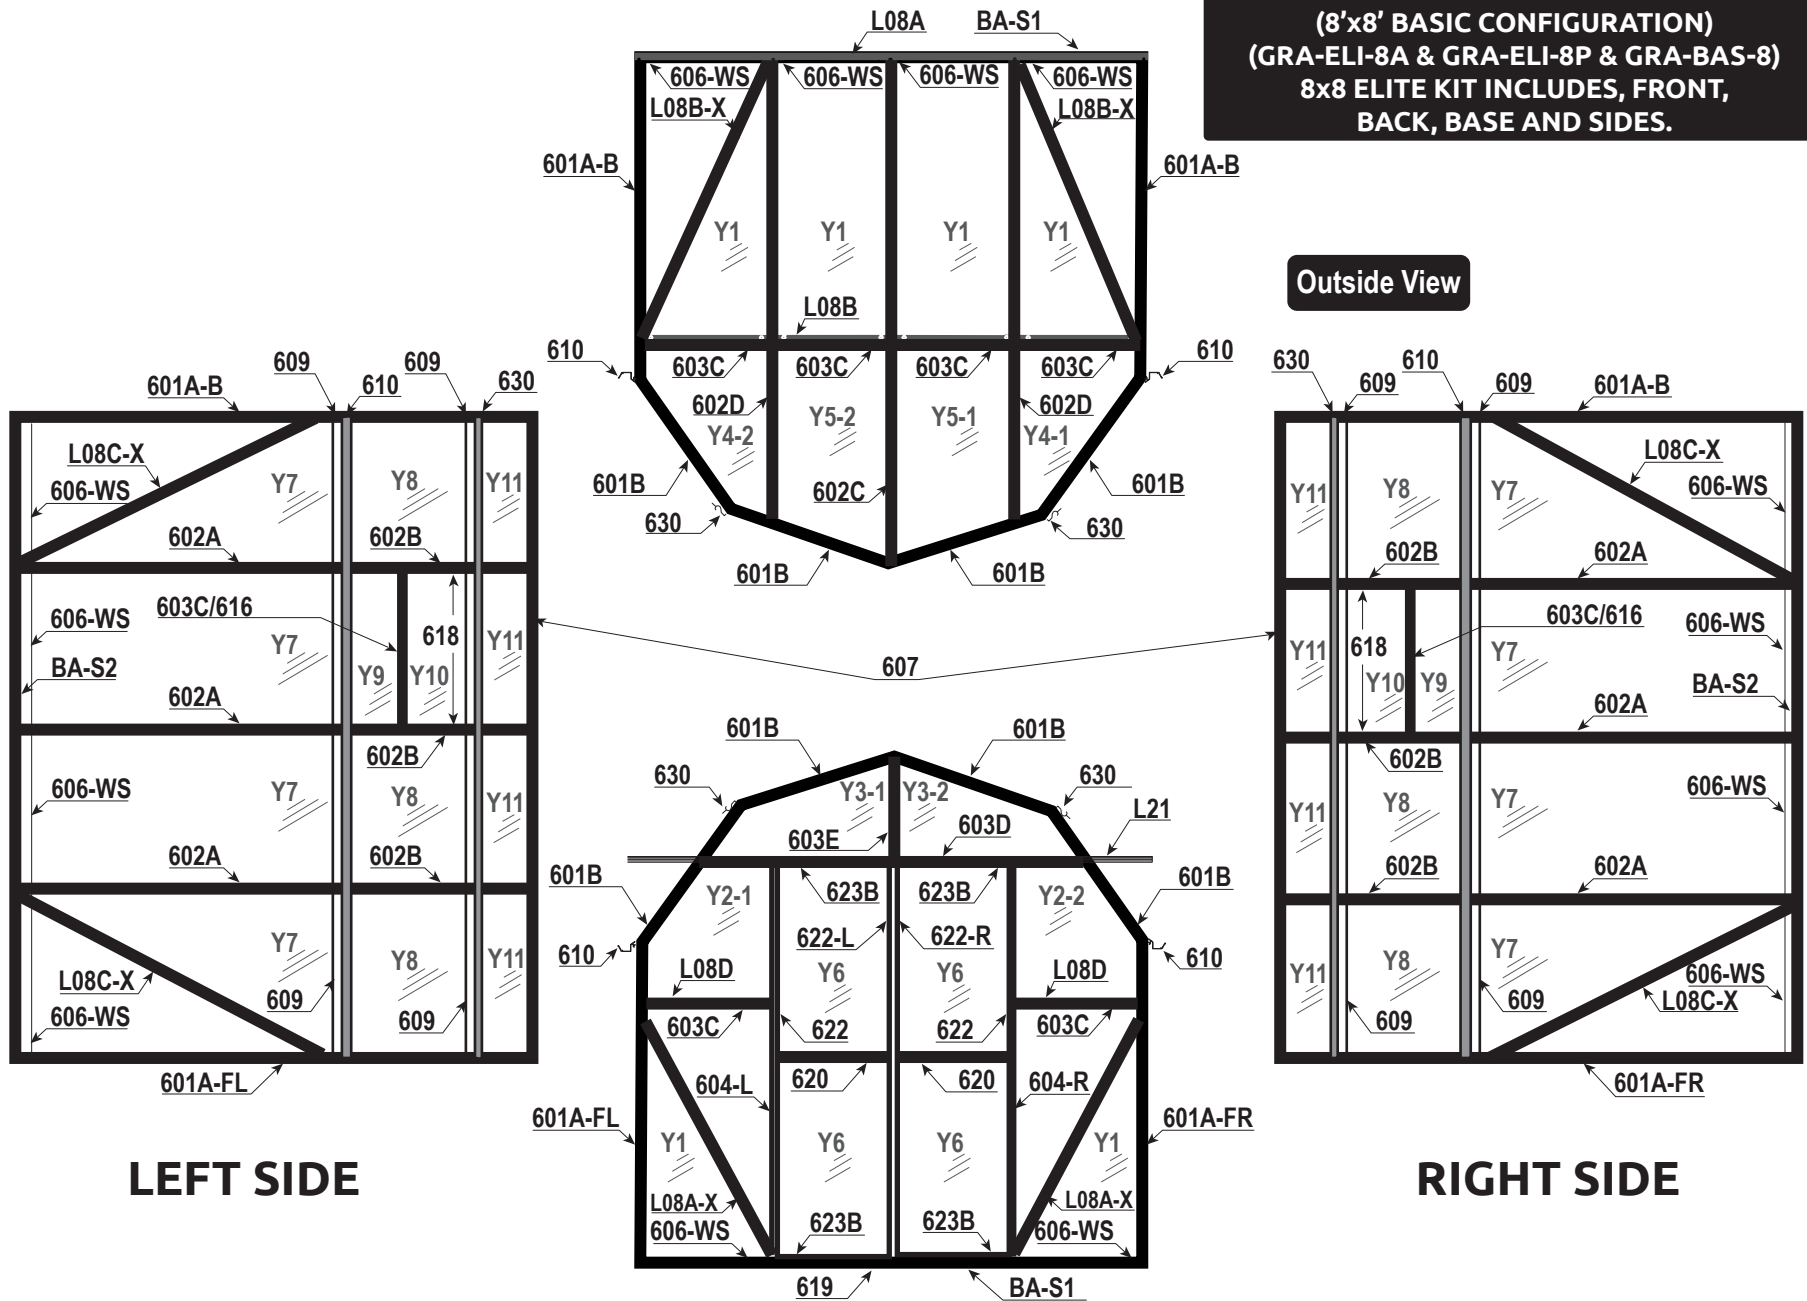 (8'x8' BASIC CONFIGURATION)
(GRA-ELI-8A & GRA-ELI-8P & GRA-BAS-8)
8x8 ELITE KIT INCLUDES, FRONT,
BACK, BASE AND SIDES.
Outside View
L08A
BA-S1
606-WS
606-WS
606-WS
606-WS
L08B-X
L08B-X
601A-B
601A-B
Y1
Y1
Y1
Y1
L08B
610
610
603C
603C
603C
603C
602D
Y5-2
Y5-1
602D
Y4-2
Y4-1
601B
602C
601B
630
630
601B
601B
609
609
610
630
601A-B
L08C-X
606-WS
Y7
Y8
Y11
602A
602B
606-WS
603C/616
618
Y7
Y11
BA-S2
Y9
Y10
602A
602B
606-WS
Y7
Y8
Y11
602A
602B
Y7
Y8
Y11
L08C-X
609
609
606-WS
601A-FL
LEFT SIDE
607
630
609
610
609
601A-B
L08C-X
606-WS
Y11
Y8
Y7
602B
602A
603C/616
606-WS
618
Y11
Y7
Y10
Y9
BA-S2
602A
602B
606-WS
Y11
Y8
Y7
602B
602A
Y11
Y8
Y7
606-WS
L08C-X
609
609
601A-FR
RIGHT SIDE
601B
601B
630
630
Y3-1
Y3-2
L21
603E
603D
601B
623B
623B
601B
Y2-1
Y2-2
622-L
622-R
610
610
L08D
Y6
Y6
L08D
603C
622
622
603C
620
620
604-L
604-R
601A-FL
601A-FR
Y1
Y6
Y6
Y1
L08A-X
L08A-X
606-WS
623B
623B
606-WS
619
BA-S1